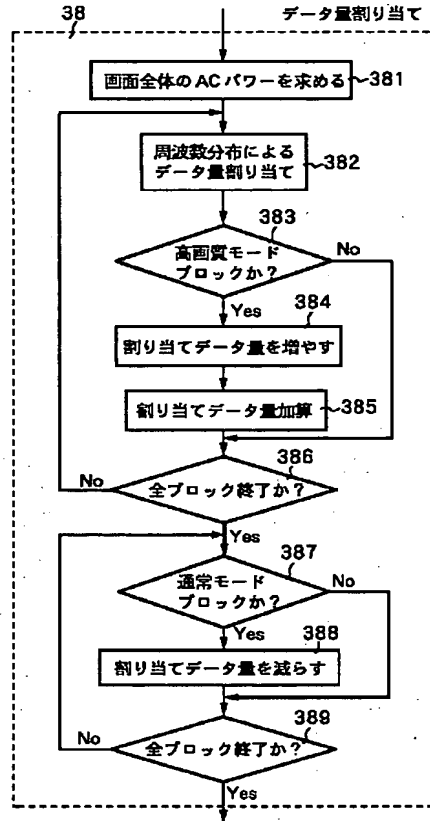 38
データ量割り当て
画面全体のACパワーを求める
381
周波数分布による
データ量割り当て
382
383
高画質モード
ブロックか?
No
Yes
384
割り当てデータ量を増やす
割り当てデータ量加算
385
386
全ブロック終了か?
No
Yes
387
通常モード
ブロックか?
No
Yes
388
割り当てデータ量を減らす
389
全ブロック終了か?
No
Yes